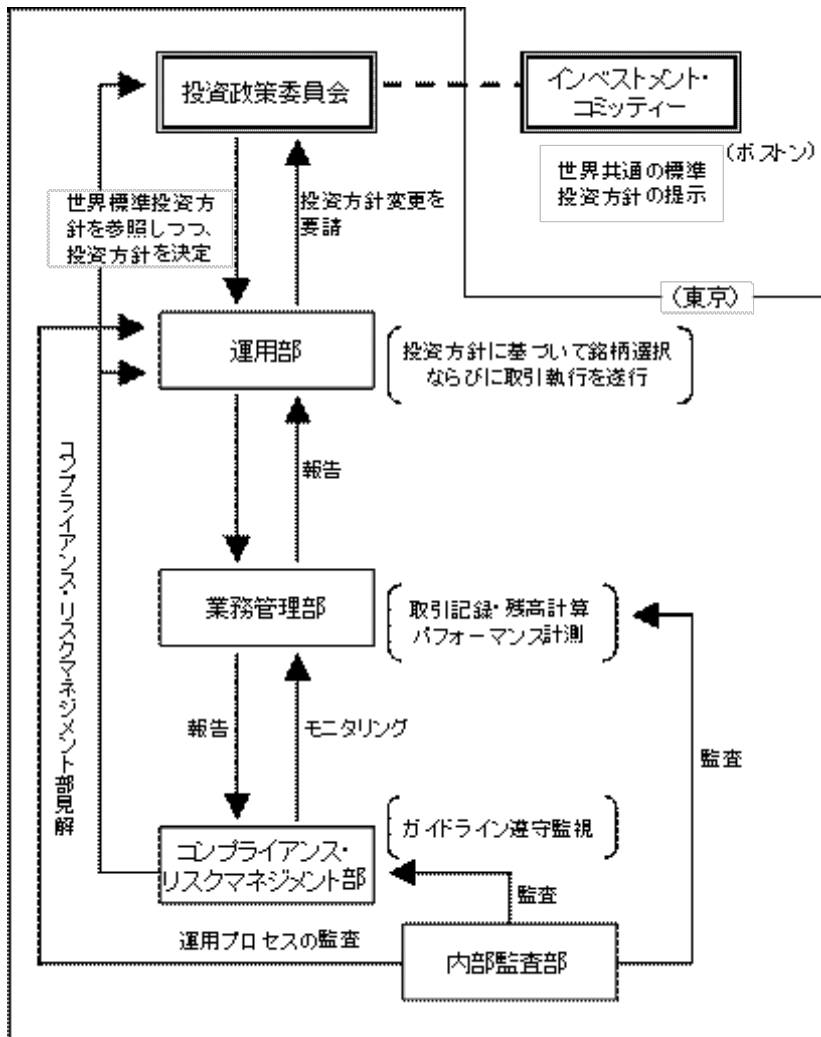 投資政策委員会
インベストメント・
コミッティー
(ボストン)
世界共通の標準
投資方針の提示
世界標準投資方
針を参照しつつ、
投資方針を決定
投資方針変更を
要請
(東京)
運用部
投資方針に基づいて銘柄選択
ならびに取引執行を遂行
報告
コンプライアンス・リスクマネジメント部見解
業務管理部
取引記録・残高計算
パフォーマンス計測
報告
モニタリング
監査
ガイドライン遵守監視
コンプライアンス・
リスクマネジメント部
監査
運用プロセスの監査
内部監査部